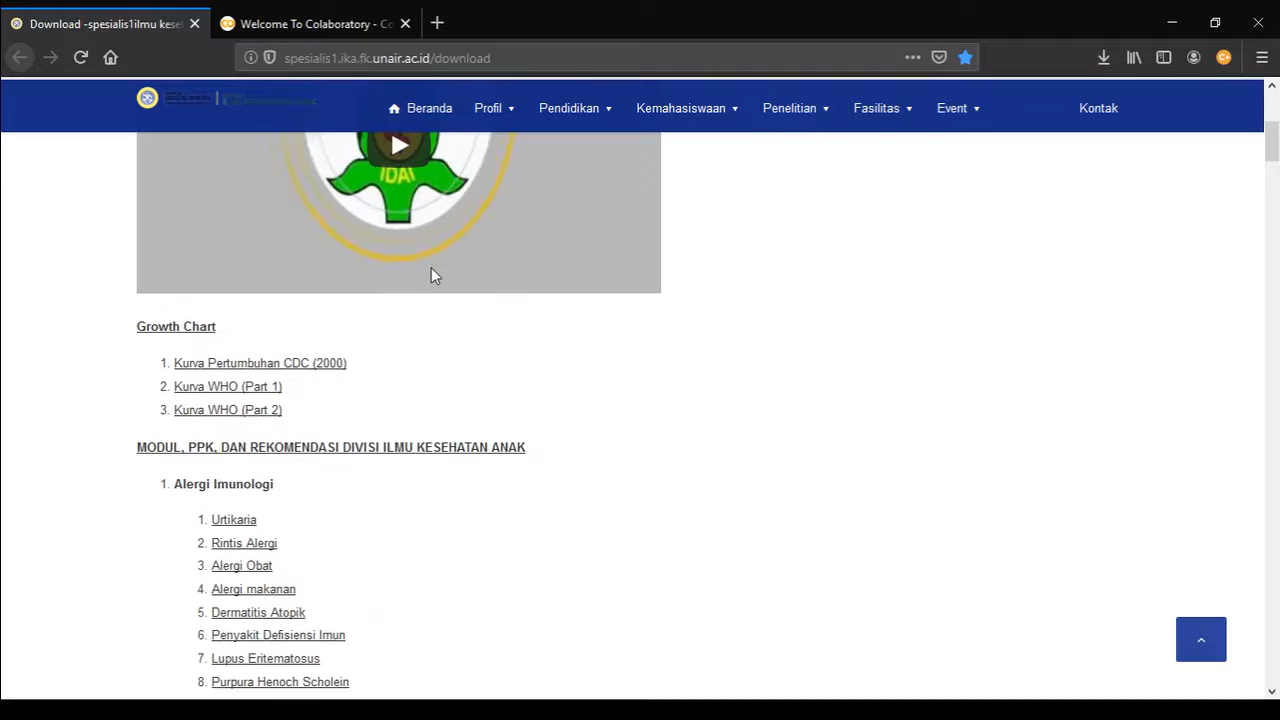 Download -spesialis1ilmu kese
Welcome To Colaboratory - Co
spesialis1.ika.fk.unair.ac.id/download
Beranda
Profil
Pendidikan
Kemahasiswaan
Penelitian
Fasilitas
Event
Kontak
IDAI
Growth Chart
1. Kurva Pertumbuhan CDC (2000)
2. Kurva WHO (Part 1)
3. Kurva WHO (Part 2)
MODUL, PPK, DAN REKOMENDASI DIVISI ILMU KESEHATAN ANAK
1. Alergi Imunologi
1. Urtikaria
2. Rintis Alergi
3. Alergi Obat
4. Alergi makanan
5. Dermatitis Atopik
6. Penyakit Defisiensi Imun
7. Lupus Eritematosus
8. Purpura Henoch Scholein